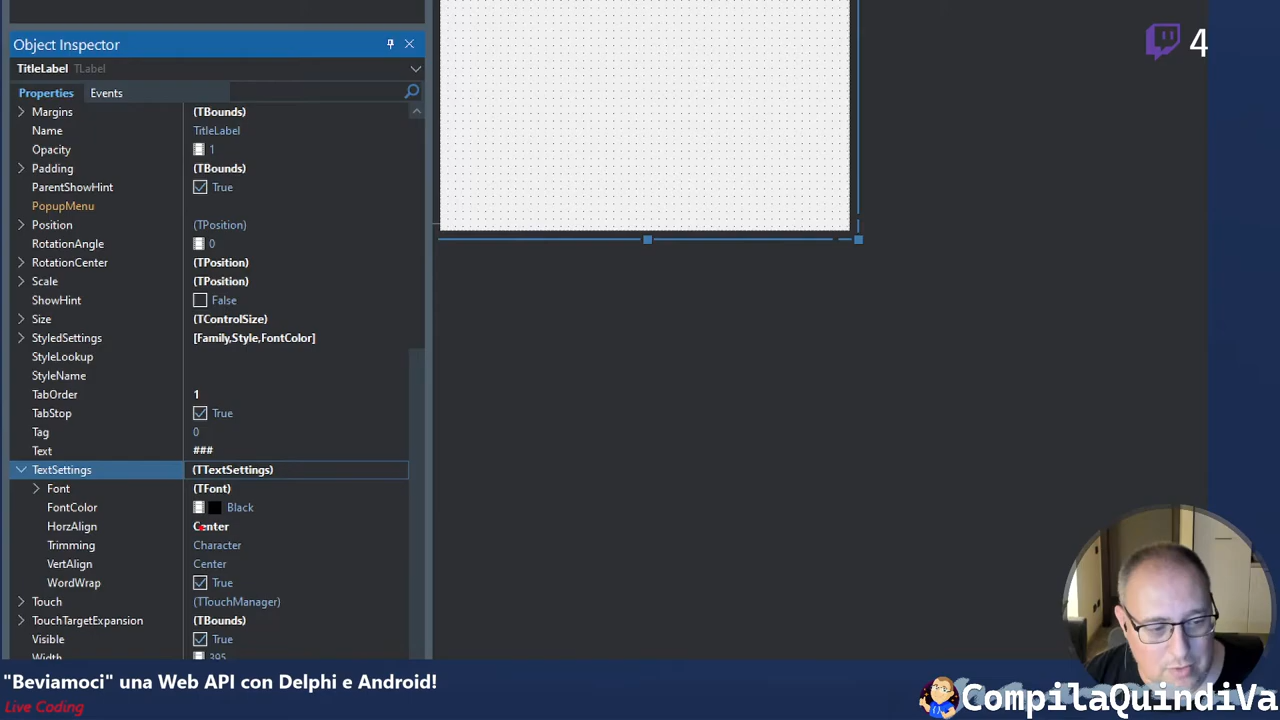 Object Inspector
4
TitleLabel TLabel
Properties Events
Margins (TBounds)
Name TitleLabel
Opacity 1
Padding (TBounds)
ParentShowHint True
PopupMenu
Position (TPosition)
RotationAngle 0
RotationCenter (TPosition)
Scale (TPosition)
ShowHint False
Size (TControlSize)
StyledSettings [Family,Style,FontColor]
StyleLookup
StyleName
TabOrder 1
TabStop True
Tag 0
Text ###
TextSettings (TTextSettings)
Font (TFont)
FontColor Black
HorzAlign Center
Trimming Character
VertAlign Center
WordWrap True
Touch (TTouchManager)
TouchTargetExpansion (TBounds)
Visible True
Width 395
"Beviamoci" una Web API con Delphi e Android!
Live Coding
CompilaQuindiVa